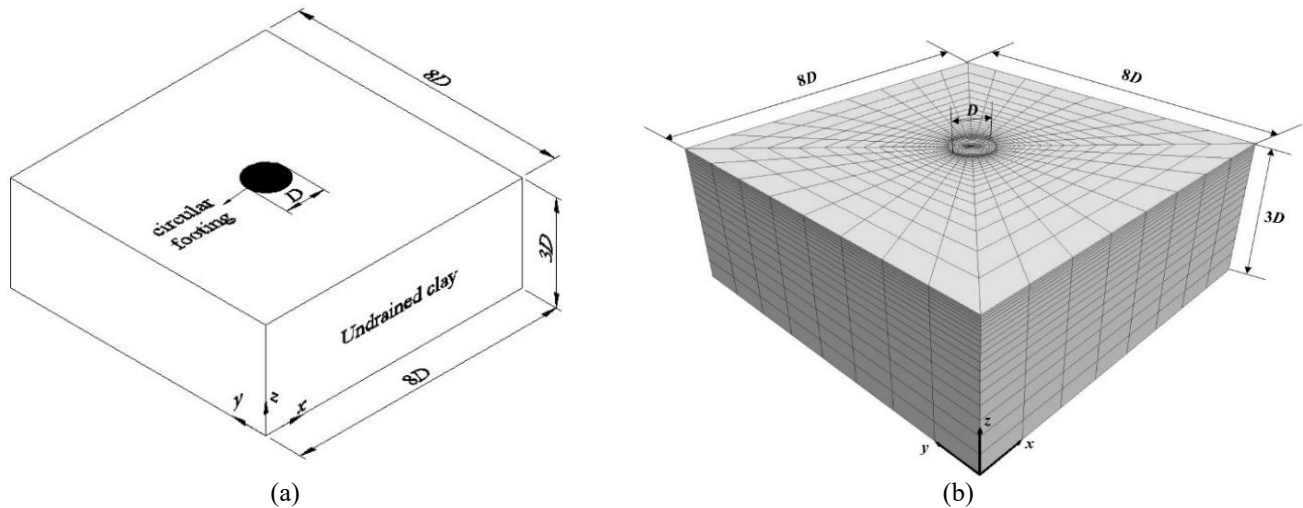 8D
D
circular
footing
3D
Undrained clay
8D
y
z
x
(a)
8D
8D
D
3D
z
y
x
(b)